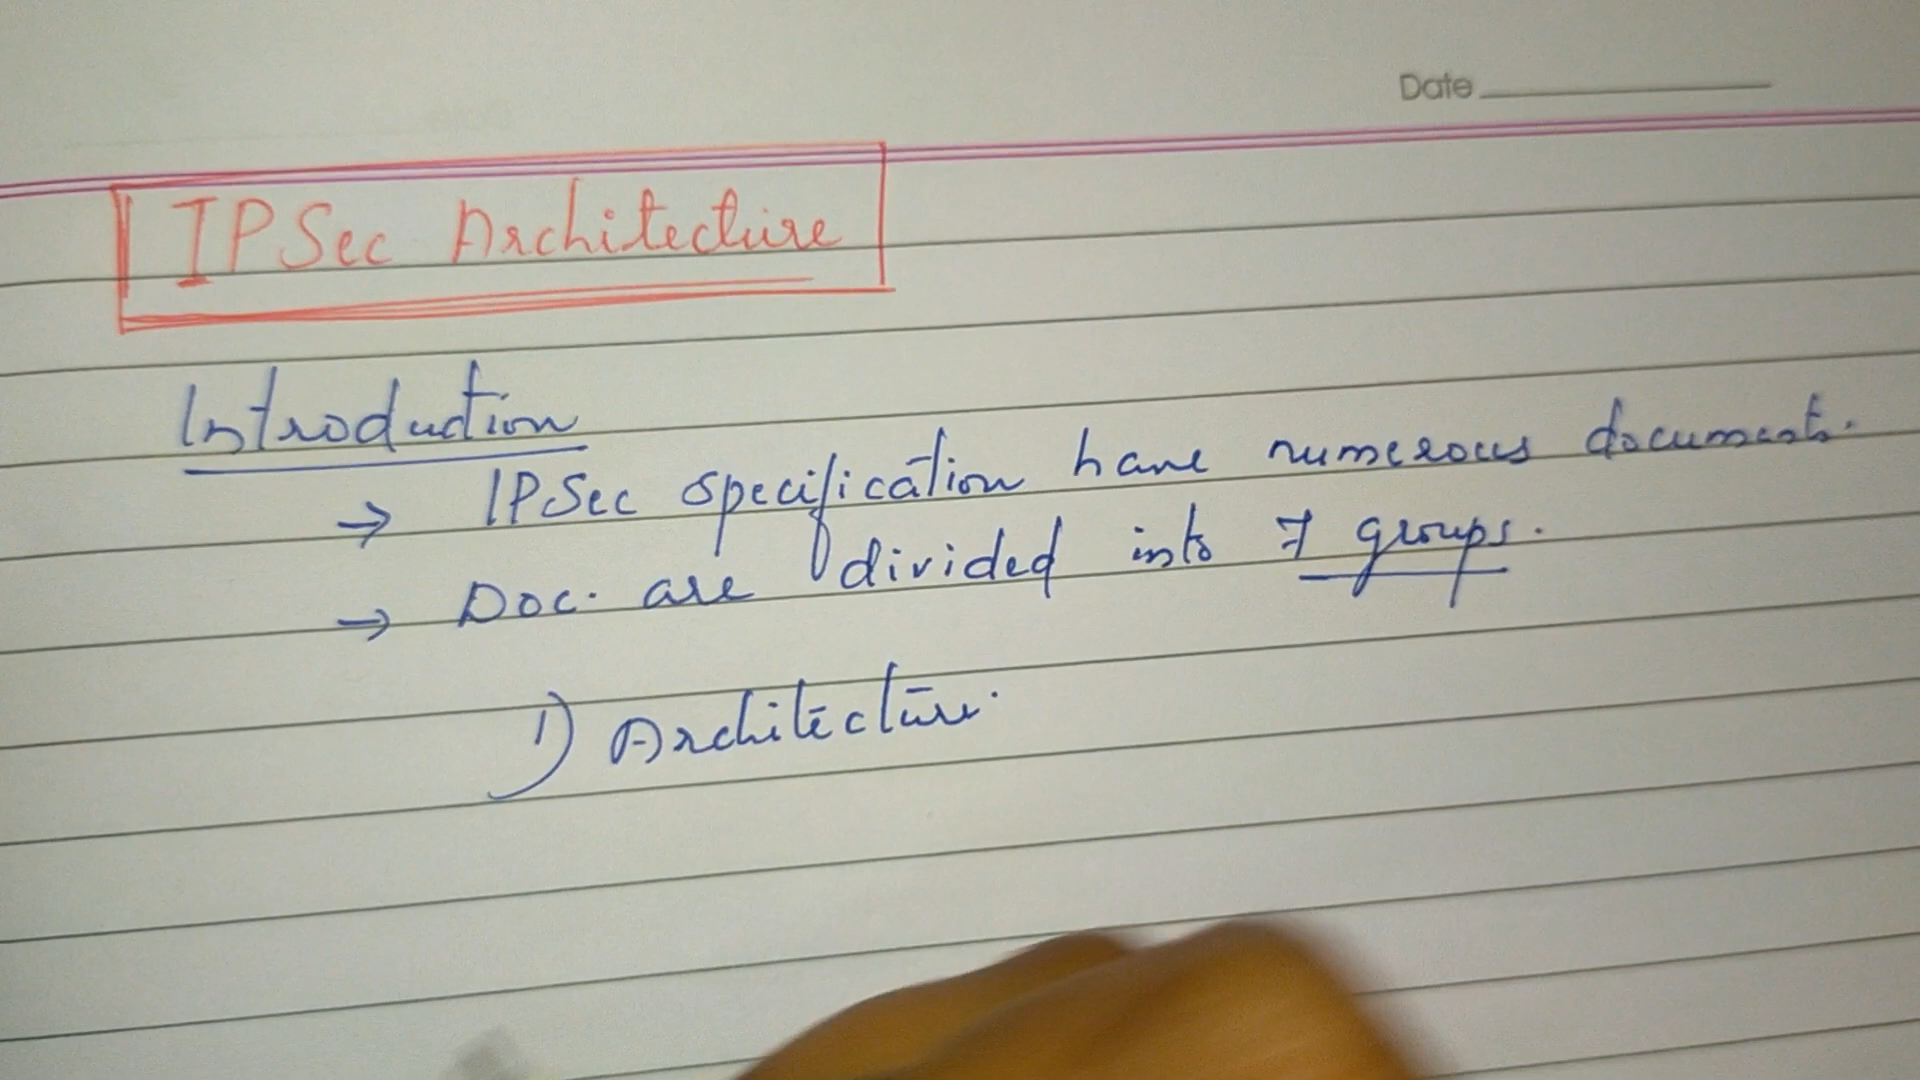 Date
IPSec Architecture
Introduction
→ IPSec specification have numerous documents.
→ Doc. are divided into 7 groups.
1) Architecture.